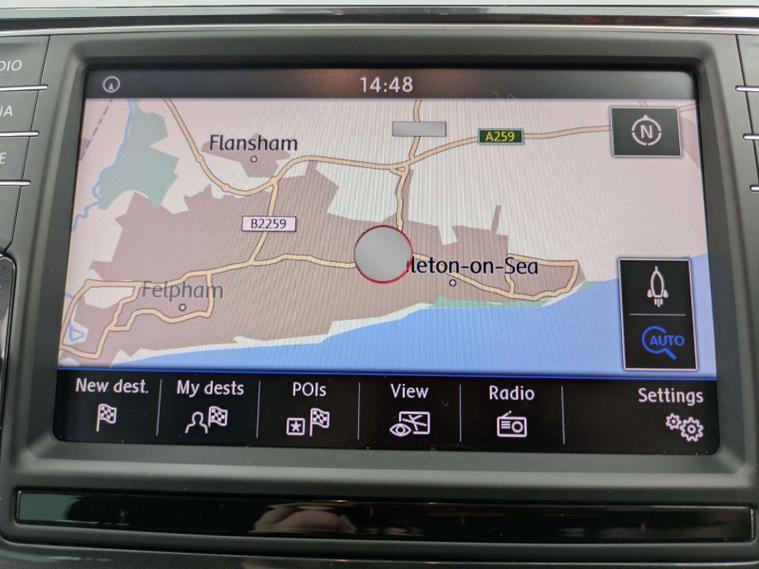 14:48
Flansham
A259
N
B2259
leton-on-Sea
Felpham
AUTO
New dest.
My dests
POIs
View
Radio
Settings